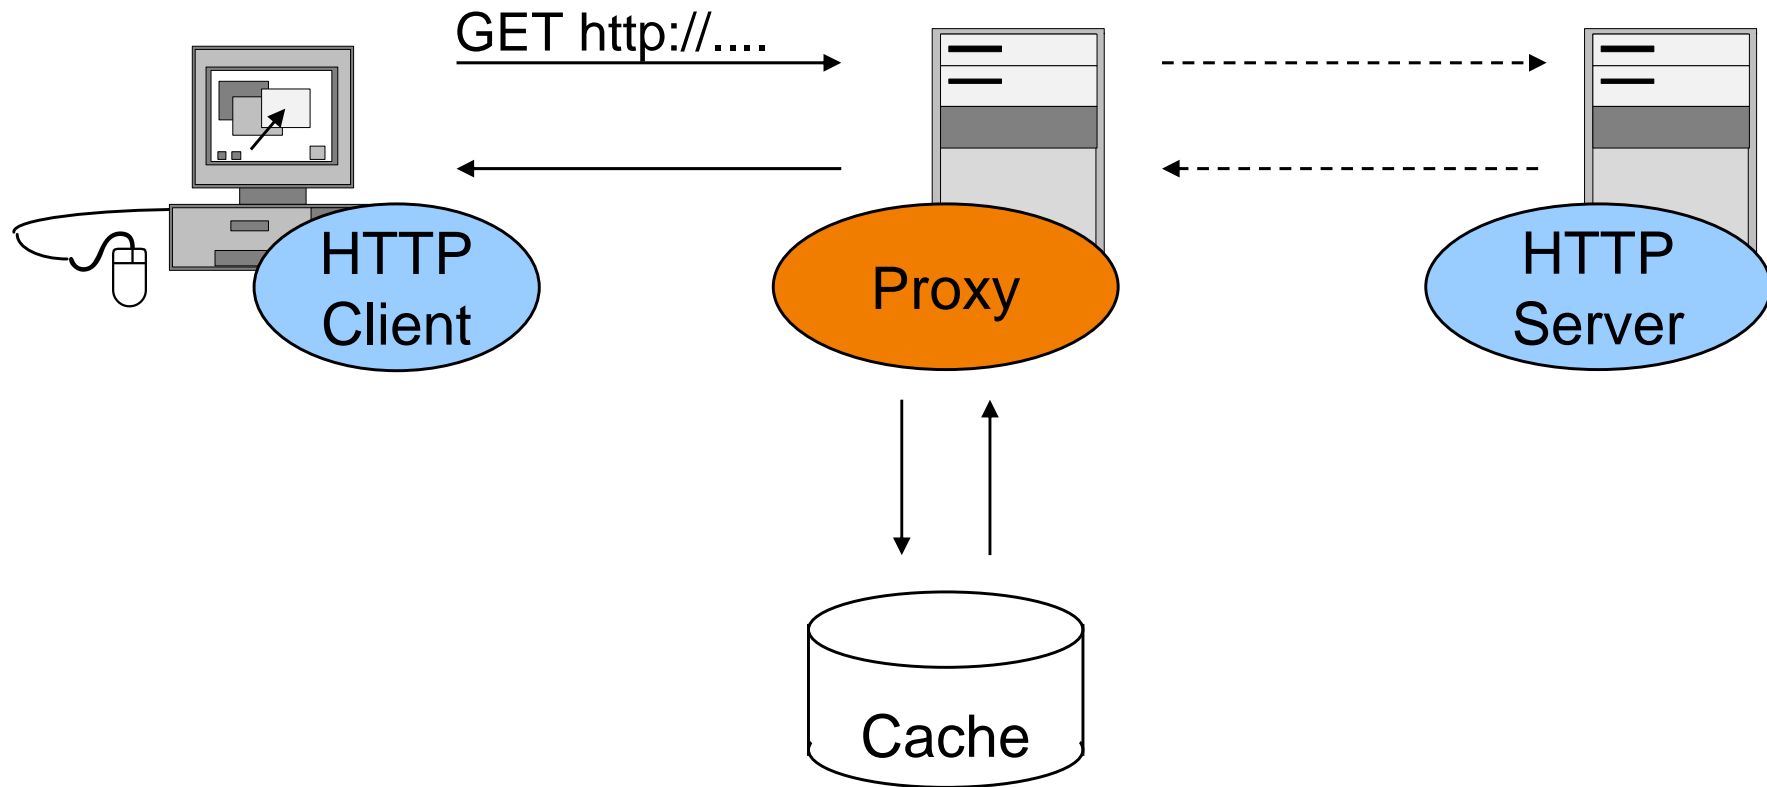 GET http://....
HTTP
Client
Proxy
HTTP
Server
Cache